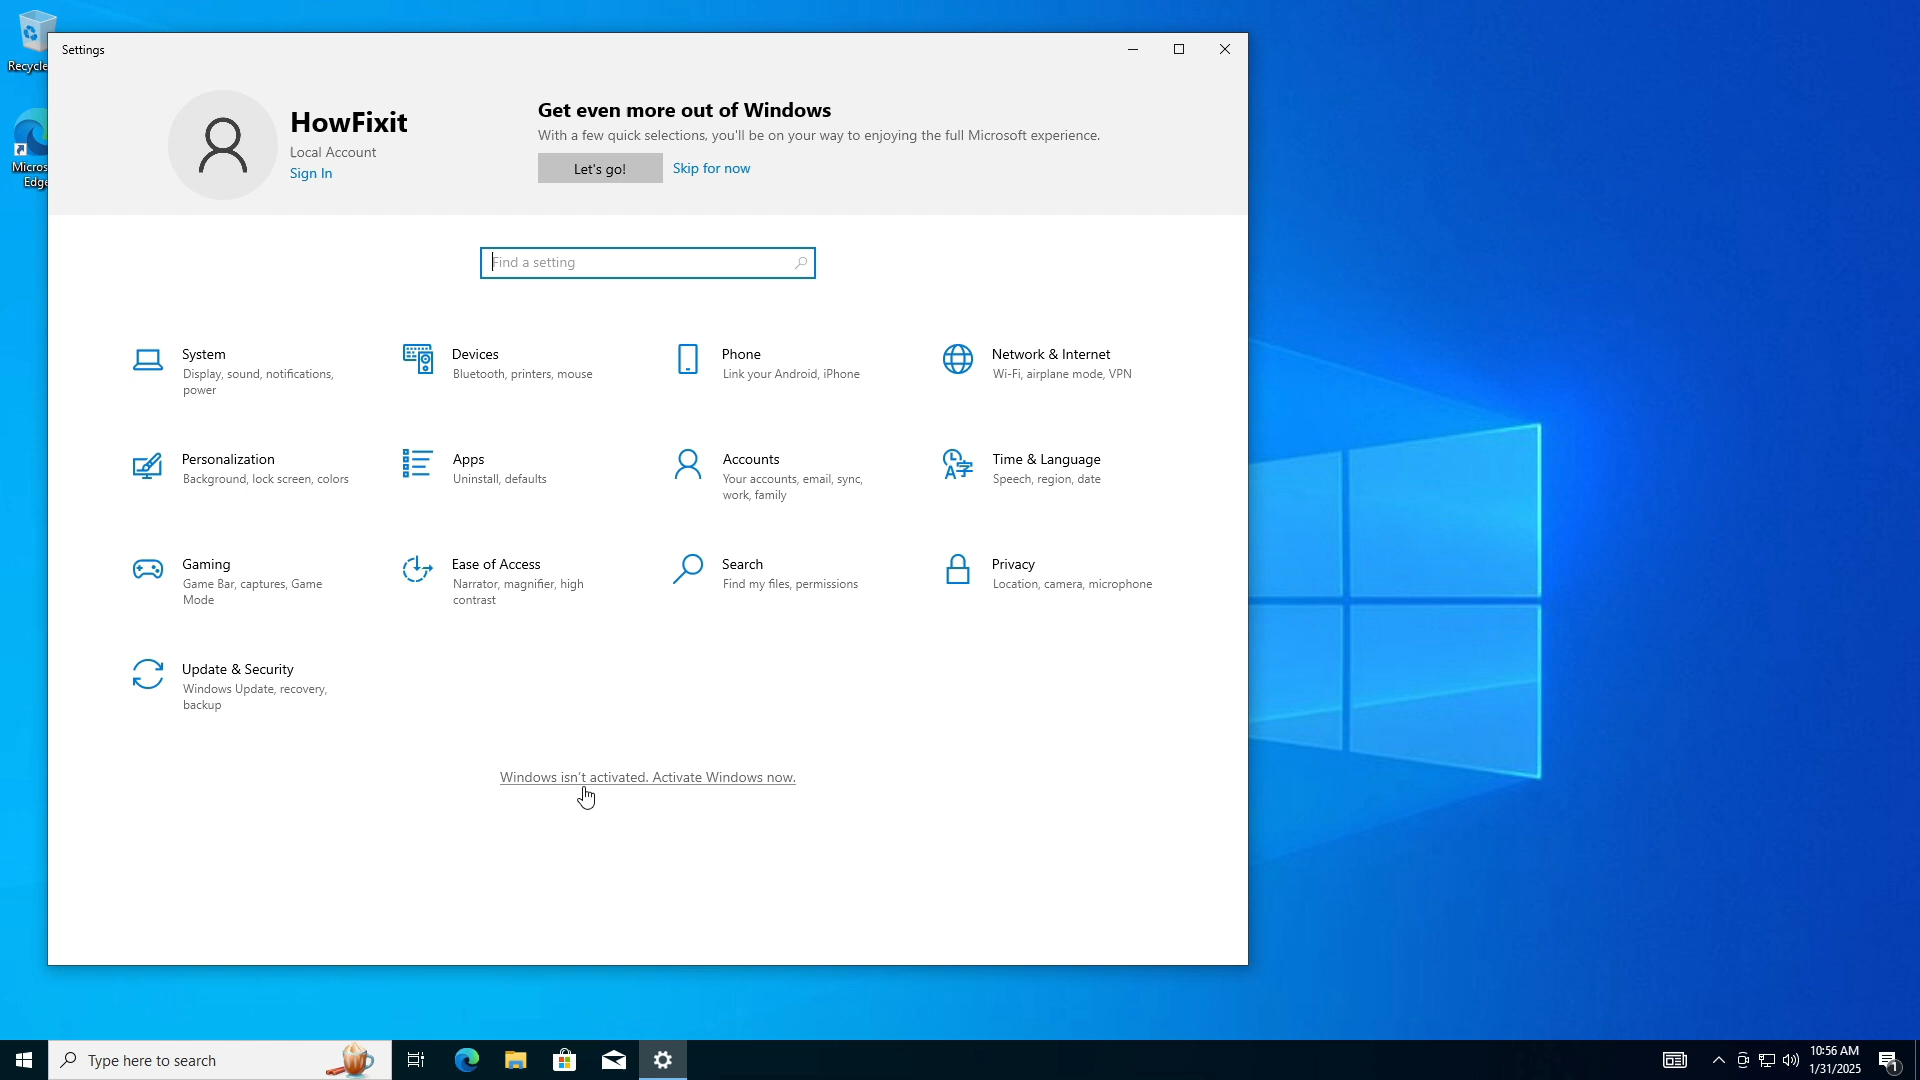 Recycle
Micros
Edge
Settings
HowFixit
Local Account
Sign In
Get even more out of Windows
With a few quick selections, you'll be on your way to enjoying the full Microsoft experience.
Let's go!
Skip for now
Find a setting
System
Display, sound, notifications,
power
Devices
Bluetooth, printers, mouse
Phone
Link your Android, iPhone
Network & Internet
Wi-Fi, airplane mode, VPN
Personalization
Background, lock screen, colors
Apps
Uninstall, defaults
Accounts
Your accounts, email, sync,
work, family
Time & Language
Speech, region, date
Gaming
Game Bar, captures, Game
Mode
Ease of Access
Narrator, magnifier, high
contrast
Search
Find my files, permissions
Privacy
Location, camera, microphone
Update & Security
Windows Update, recovery,
backup
Windows isn't activated. Activate Windows now.
Type here to search
10:56 AM
1/31/2025
1